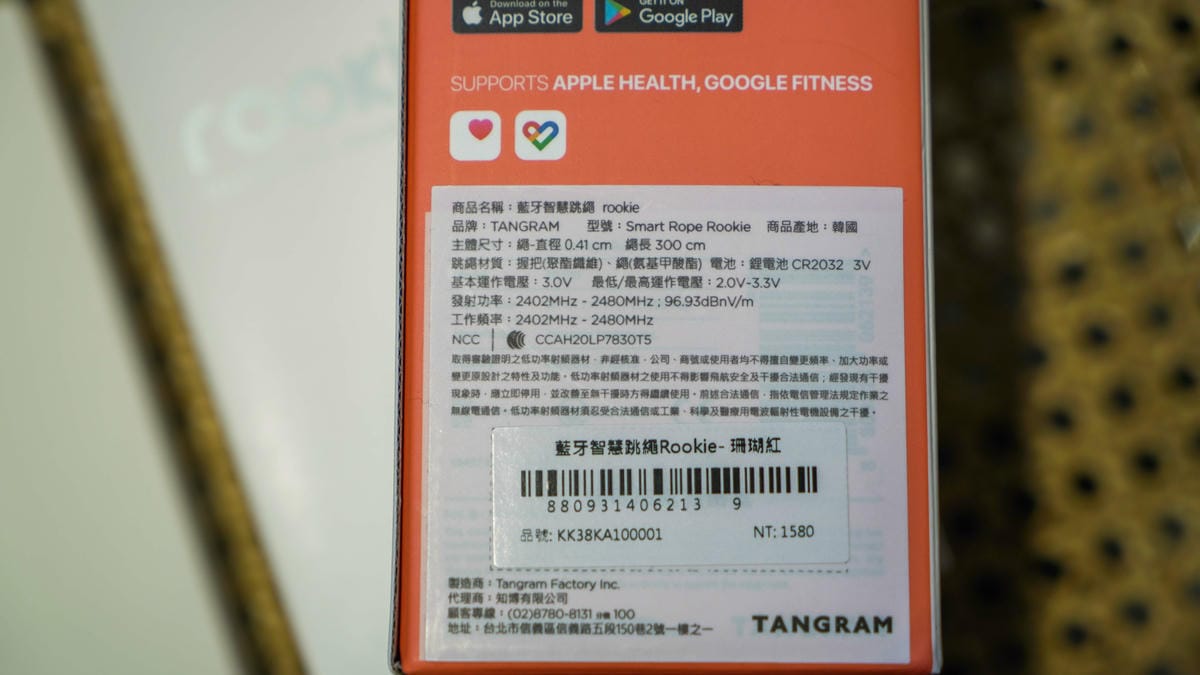 Download on the
App Store
GET IT ON
Google Play
rook
SUPPORTS APPLE HEALTH, GOOGLE FITNESS
商品名稱：藍牙智慧跳繩 rookie
品牌：TANGRAM 型號：Smart Rope Rookie 商品產地：韓國
主體尺寸：繩-直徑 0.41 cm 繩長 300 cm
跳繩材質：握把(聚酯纖維)、繩(氨基甲酸酯) 電池：鋰電池 CR2032 3V
基本運作電壓：3.0V 最低/最高運作電壓：2.0V-3.3V
發射功率：2402MHz - 2480MHz ; 96.93dBnV/m
工作頻率：2402MHz - 2480MHz
NCC CCAH20LP7830T5
取得審驗證明之低功率射頻器材，非經核准，公司、商號或使用者均不得擅自變更頻率、加大功率或
變更原設計之特性及功能。低功率射頻器材之使用不得影響飛航安全及干擾合法通信；經發現有干擾
現象時，應立即停用，並改善至無干擾時方得繼續使用。前述合法通信，指依電信管理法規定作業之
無線電通信。低功率射頻器材須忍受合法通信或工業、科學及醫療用電波輻射性電機設備之干擾。
藍牙智慧跳繩Rookie- 珊瑚紅
880931406213 9
品號: KK38KA100001 NT: 1580
製造商：Tangram Factory Inc.
代理商：知博有限公司
顧客專線：(02)8780-8131 分機 100
地址：台北市信義區信義路五段150巷2號一樓之一
TANGRAM